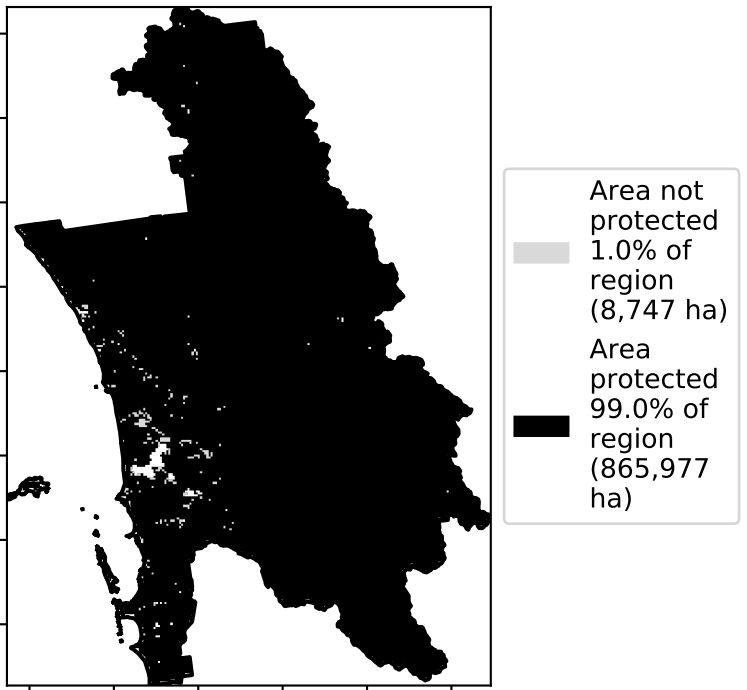 Area not
protected
1.0% of
region
(8,747 ha)
Area
protected
99.0% of
region
(865,977
ha)